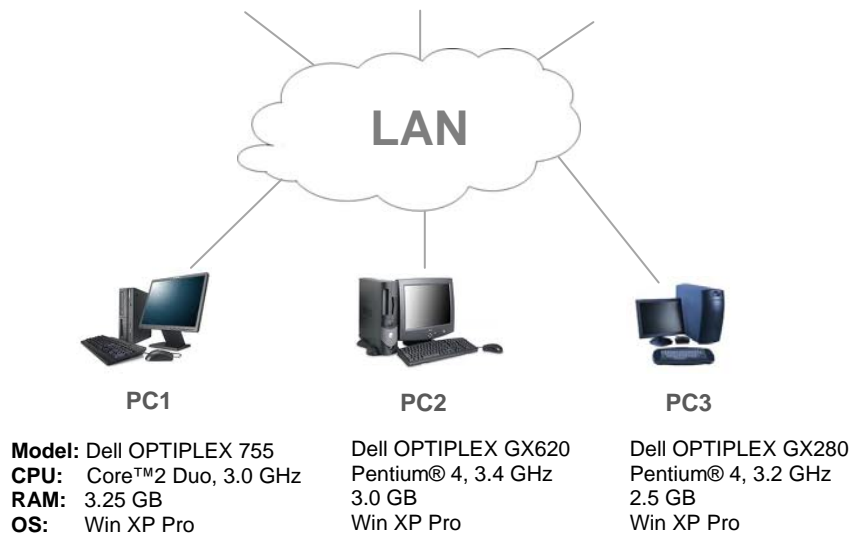 LAN
PC1
PC2
PC3
Model: Dell OPTIPLEX 755
CPU: Core™2 Duo, 3.0 GHz
RAM: 3.25 GB
OS: Win XP Pro
Dell OPTIPLEX GX620
Pentium® 4, 3.4 GHz
3.0 GB
Win XP Pro
Dell OPTIPLEX GX280
Pentium® 4, 3.2 GHz
2.5 GB
Win XP Pro